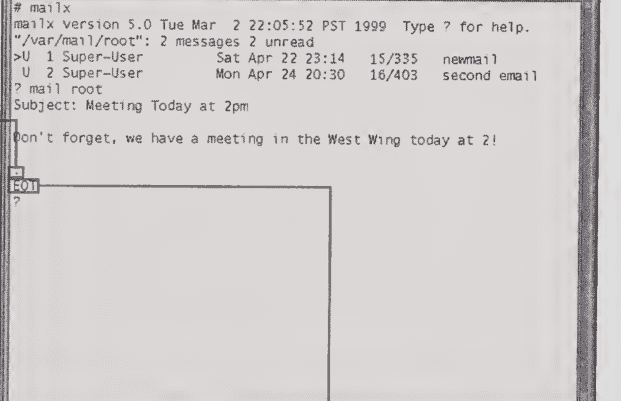 # mailx
mailx version 5.0 Tue Mar  2 22:05:52 PST 1999  Type ? for help.
"/var/mail/root": 2 messages 2 unread
>U  1 Super-User         Sat Apr 22 23:14   15/335   newmail
 U  2 Super-User         Mon Apr 24 20:30   16/403   second email
? mail root
Subject: Meeting Today at 2pm

Don't forget, we have a meeting in the West Wing today at 2!

.
EOT
?